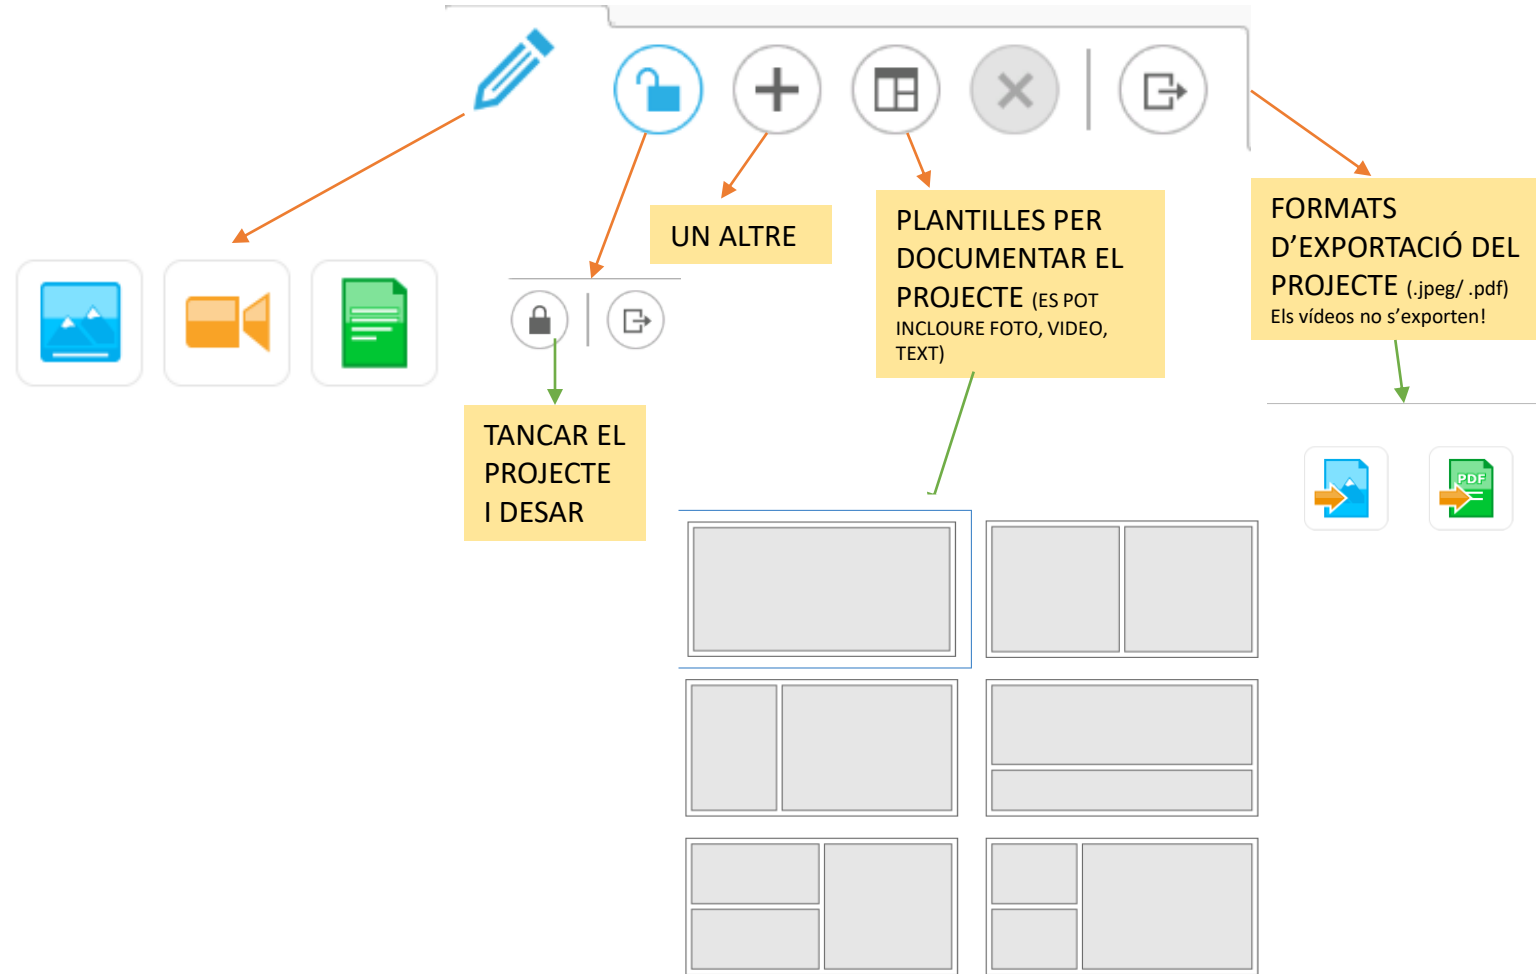 UN ALTRE
PLANTILLES PER
DOCUMENTAR EL
PROJECTE (ES POT
INCLOURE FOTO, VIDEO,
TEXT)
FORMATS
D’EXPORTACIÓ DEL
PROJECTE (.jpeg/ .pdf)
Els vídeos no s’exporten!
TANCAR EL
PROJECTE
I DESAR
PDF